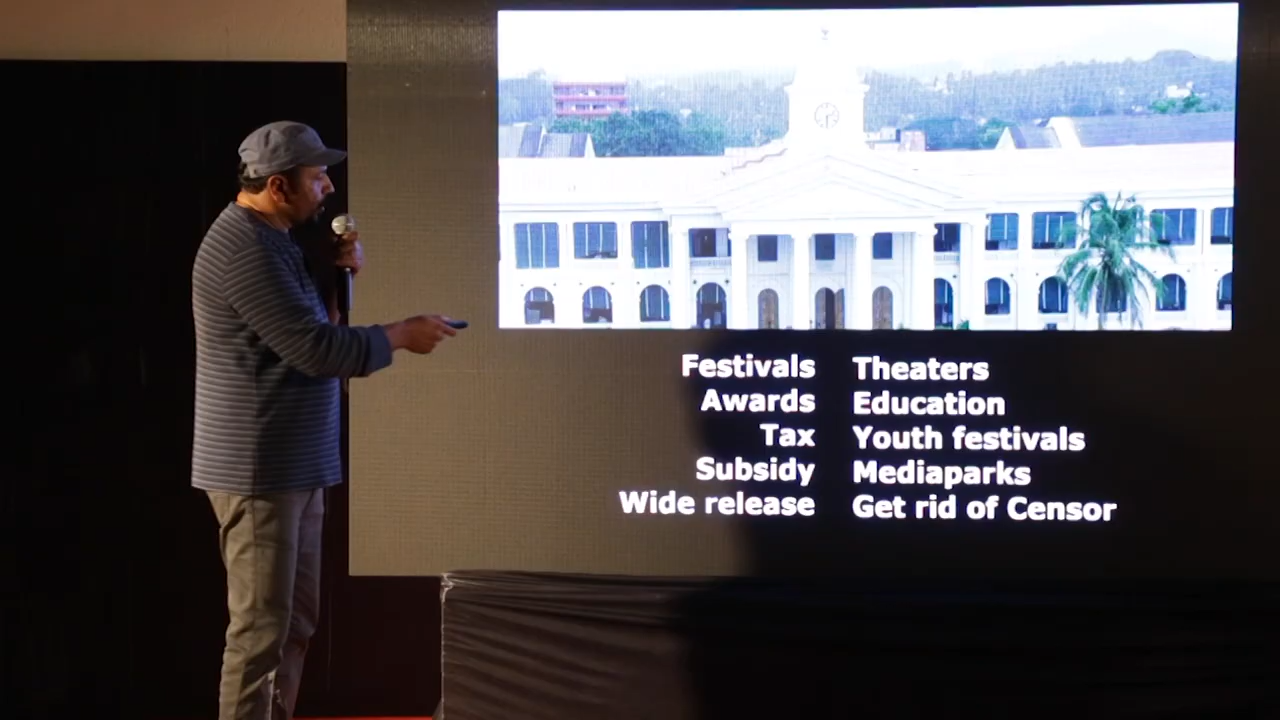 Festivals
Awards
Tax
Subsidy
Wide release
Theaters
Education
Youth festivals
Mediaparks
Get rid of Censor